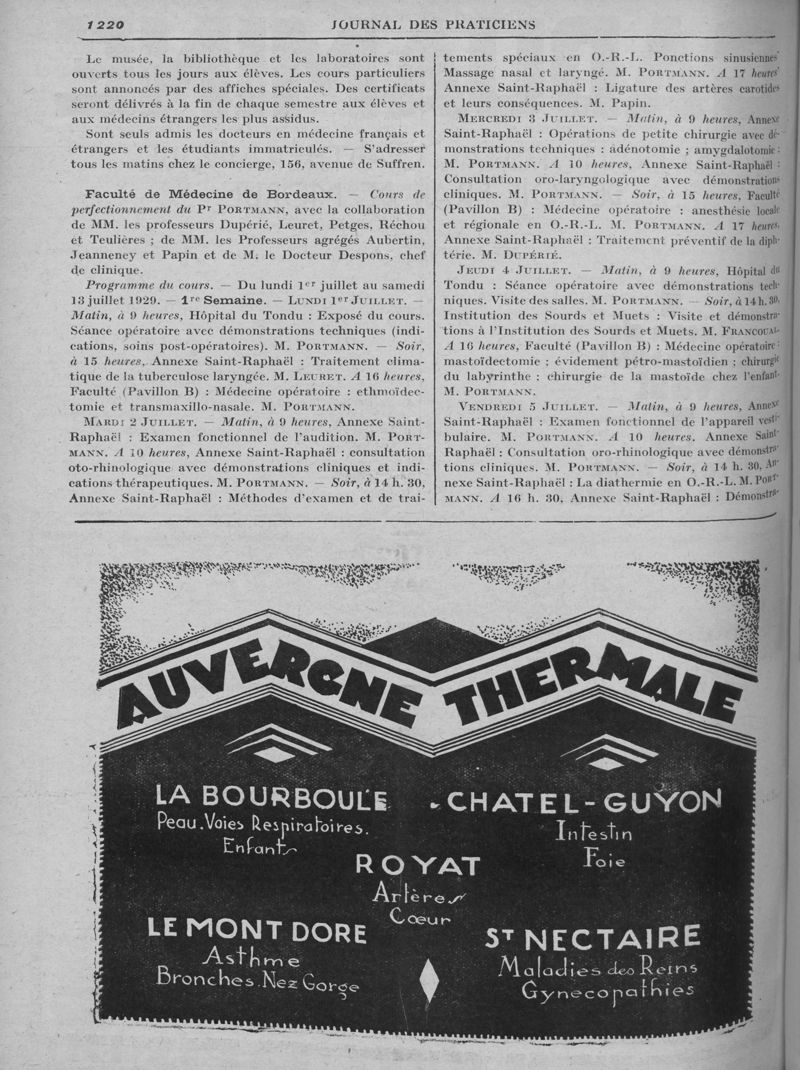 1220
JOURNAL DES PRATICIENS
Le musée, la bibliothèque et les laboratoires sont
ouverts tous les jours aux élèves. Les cours particuliers
sont annoncés par des affiches spéciales. Des certificats
seront délivrés à la fin de chaque semestre aux élèves et
aux médecins étrangers les plus assidus.
Sont seuls admis les docteurs en médecine français et
étrangers et les étudiants immatriculés. — S'adresser
tous les matins chez le concierge, 156, avenue de Suffren.
Faculté de Médecine de Bordeaux. — Cours de
perfectionnement du Pr PORTMANN, avec la collaboration
de MM. les professeurs Dupérié, Leuret, Petges, Réchou
et Teulières ; de MM. les Professeurs agrégés Aubertin,
Jeanneney et Papin et de M. le Docteur Despons, chef
de clinique.
Programme du cours. — Du lundi 1er juillet au samedi
13 juillet 1929. — 1re Semaine. — LUNDI 1er JUILLET. —
Matin, à 9 heures, Hôpital du Tondu : Exposé du cours.
Séance opératoire avec démonstrations techniques (indi-
cations, soins post-opératoires). M. PORTMANN. — Soir,
à 15 heures, Annexe Saint-Raphaël : Traitement clima-
tique de la tuberculose laryngée. M. LEURET. A 16 heures,
Faculté (Pavillon B) : Médecine opératoire : ethmoïdec-
tomie et transmaxillo-nasale. M. PORTMANN.
MARDI 2 JUILLET. — Matin, à 9 heures, Annexe Saint-
Raphaël : Examen fonctionnel de l'audition. M. PORT-
MANN. A 10 heures, Annexe Saint-Raphaël : consultation
oto-rhinologique avec démonstrations cliniques et indi-
cations thérapeutiques. M. PORTMANN. — Soir, à 14 h. 30,
Annexe Saint-Raphaël : Méthodes d'examen et de trai-
tements spéciaux en O.-R.-L. Ponctions sinusiennes
Massage nasal et laryngé. M. PORTMANN. A 17 heures
Annexe Saint-Raphaël : Ligature des artères carotides
et leurs conséquences. M. Papin.
MERCREDI 3 JUILLET. — Matin, à 9 heures, Annexe
Saint-Raphaël : Opérations de petite chirurgie avec dé-
monstrations techniques : adénotomie ; amygdalotomie :
M. PORTMANN. A 10 heures, Annexe Saint-Raphaël :
Consultation oro-laryngologique avec démonstrations
cliniques. M. PORTMANN. — Soir, à 15 heures, Faculté
(Pavillon B) : Médecine opératoire : anesthésie locale
et régionale en O.-R.-L. M. PORTMANN. A 17 heures,
Annexe Saint-Raphaël : Traitement préventif de la diph-
térie. M. DUPÉRIÉ.
JEUDI 4 JUILLET. — Matin, à 9 heures, Hôpital du
Tondu : Séance opératoire avec démonstrations tech-
niques. Visite des salles. M. PORTMANN. — Soir, à 14 h. 30,
Institution des Sourds et Muets : Visite et démonstra-
tions à l'Institution des Sourds et Muets. M. FRANCOUAL.
A 16 heures, Faculté (Pavillon B) : Médecine opératoire :
mastoïdectomie ; évidement pétro-mastoïdien ; chirurgie
du labyrinthe ; chirurgie de la mastoïde chez l'enfant.
M. PORTMANN.
VENDREDI 5 JUILLET. — Matin, à 9 heures, Annexe
Saint-Raphaël : Examen fonctionnel de l'appareil vesti-
bulaire. M. PORTMANN. A 10 heures, Annexe Saint-
Raphaël : Consultation oro-rhinologique avec démonstra-
tions cliniques. M. PORTMANN. — Soir, à 14 h. 30, An-
nexe Saint-Raphaël : La diathermie en O.-R.-L. M. PORT-
MANN. A 16 h. 30, Annexe Saint-Raphaël : Démonstra-
AUVERGNE THERMALE
LA BOURBOULE
Peau. Voies Respiratoires.
Enfants
CHATEL-GUYON
Intestin
Foie
ROYAT
Artères
Cœur
LE MONT DORE
Asthme
Bronches. Nez Gorge
ST NECTAIRE
Maladies des Reins
Gynecopathies